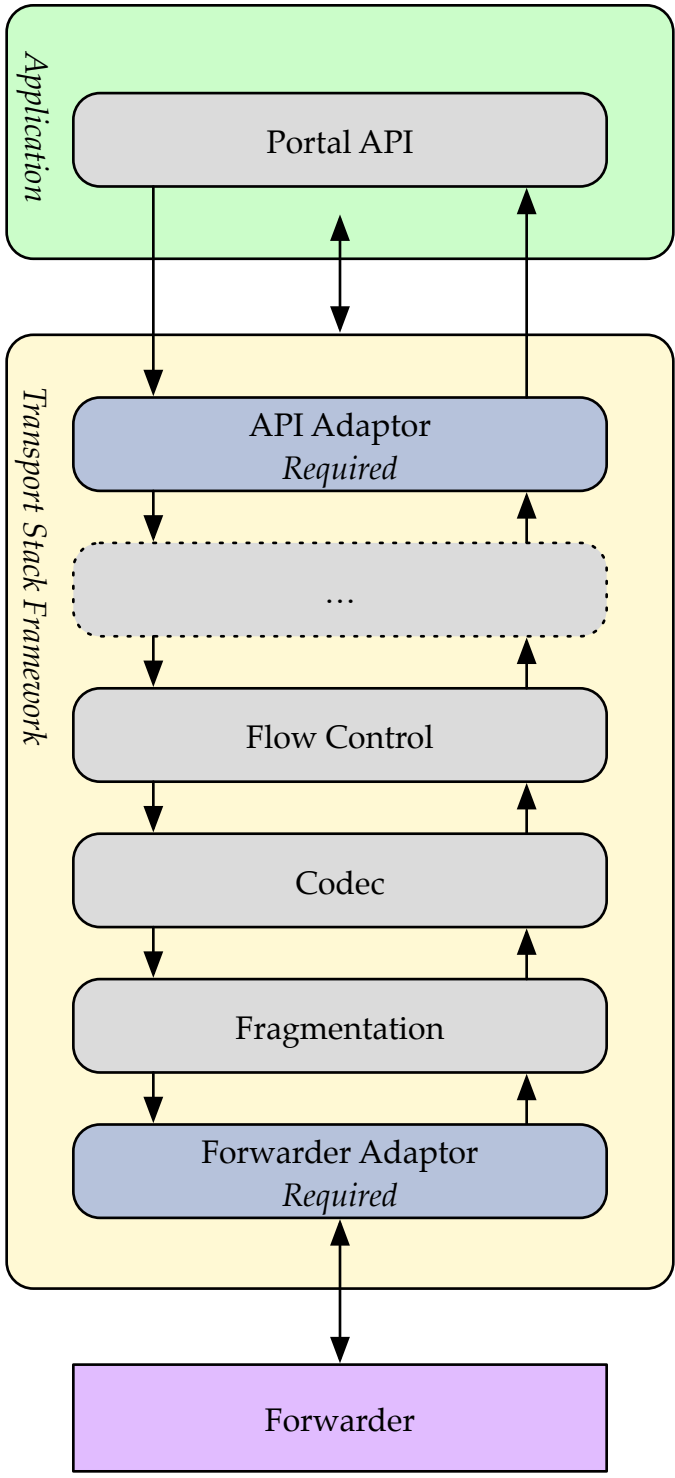 Application
Portal API
Transport Stack Framework
API Adaptor
Required
...
Flow Control
Codec
Fragmentation
Forwarder Adaptor
Required
Forwarder